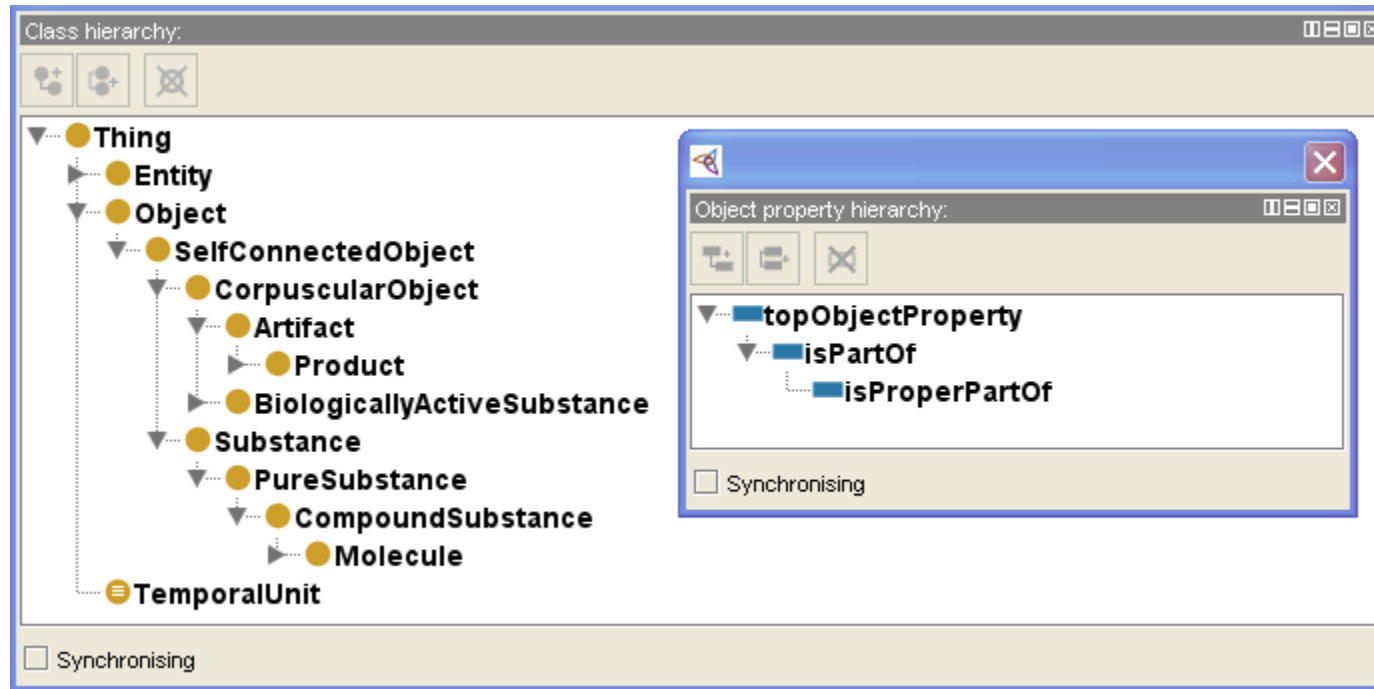 Class hierarchy:
Thing
Entity
Object
SelfConnectedObject
CorpuscularObject
Artifact
Product
BiologicallyActiveSubstance
Substance
PureSubstance
CompoundSubstance
Molecule
TemporalUnit
Synchronising
Object property hierarchy:
topObjectProperty
isPartOf
isProperPartOf
Synchronising